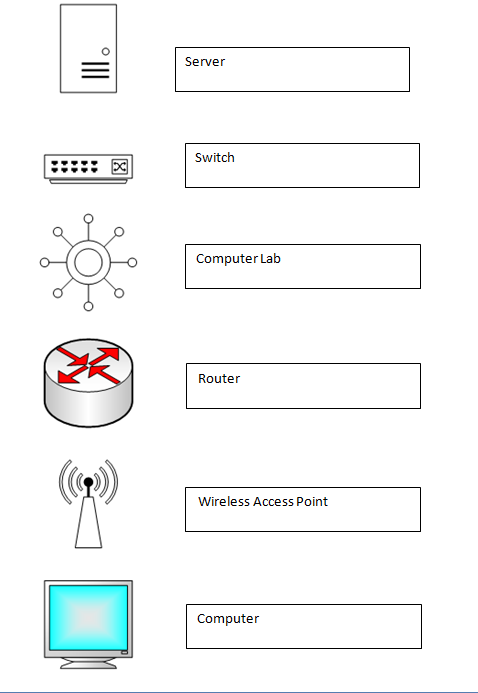 Server
Switch
Computer Lab
Router
Wireless Access Point
Computer